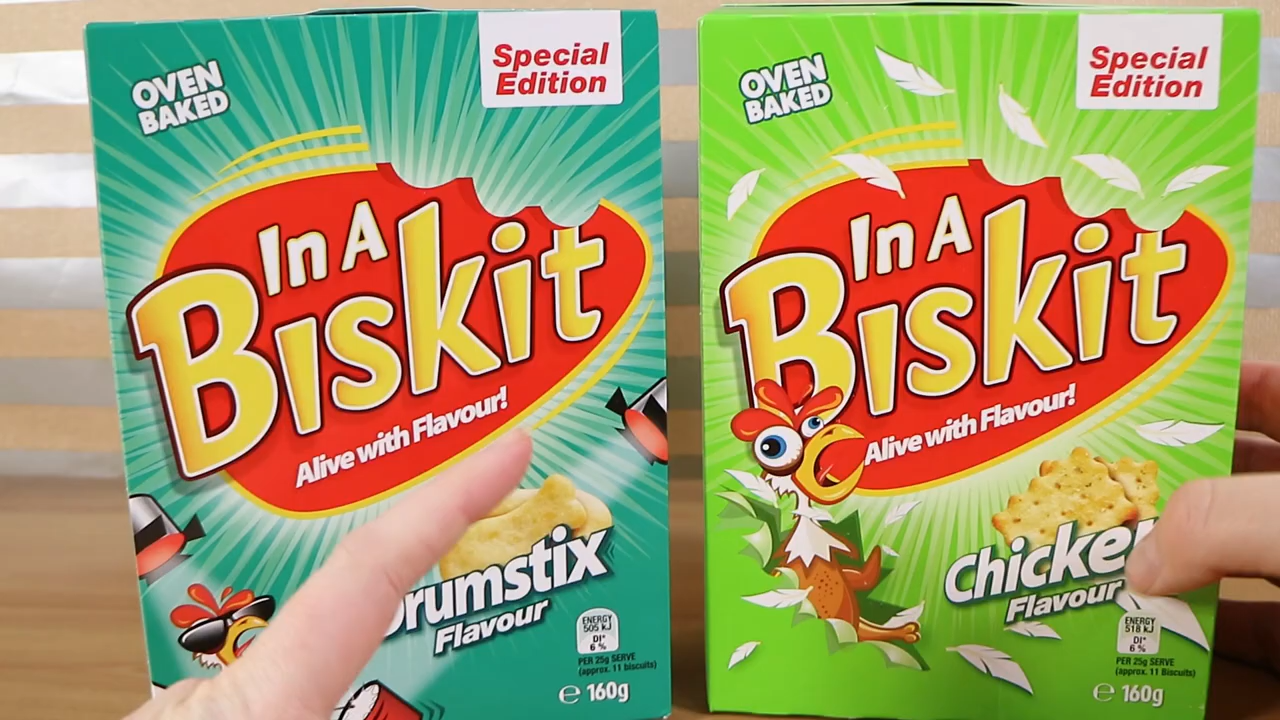 OVEN
BAKED
Special
Edition
In A
Biskit
Alive with Flavour!
Drumstix
Flavour
ENERGY
505 kJ
DI*
6 %
PER 25g SERVE
(approx. 11 biscuits)
e 160g
OVEN
BAKED
Special
Edition
In A
Biskit
Alive with Flavour!
Chicken
Flavour
ENERGY
518 kJ
DI*
6 %
PER 25g SERVE
(approx. 11 Biscuits)
e 160g